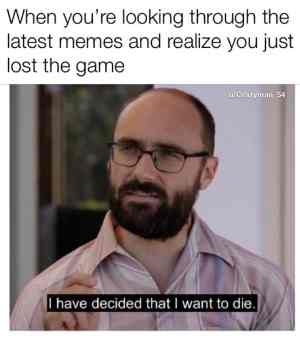 When you’re looking through the
latest memes and realize you just
lost the game
u/Cindyman_54
I have decided that I want to die.